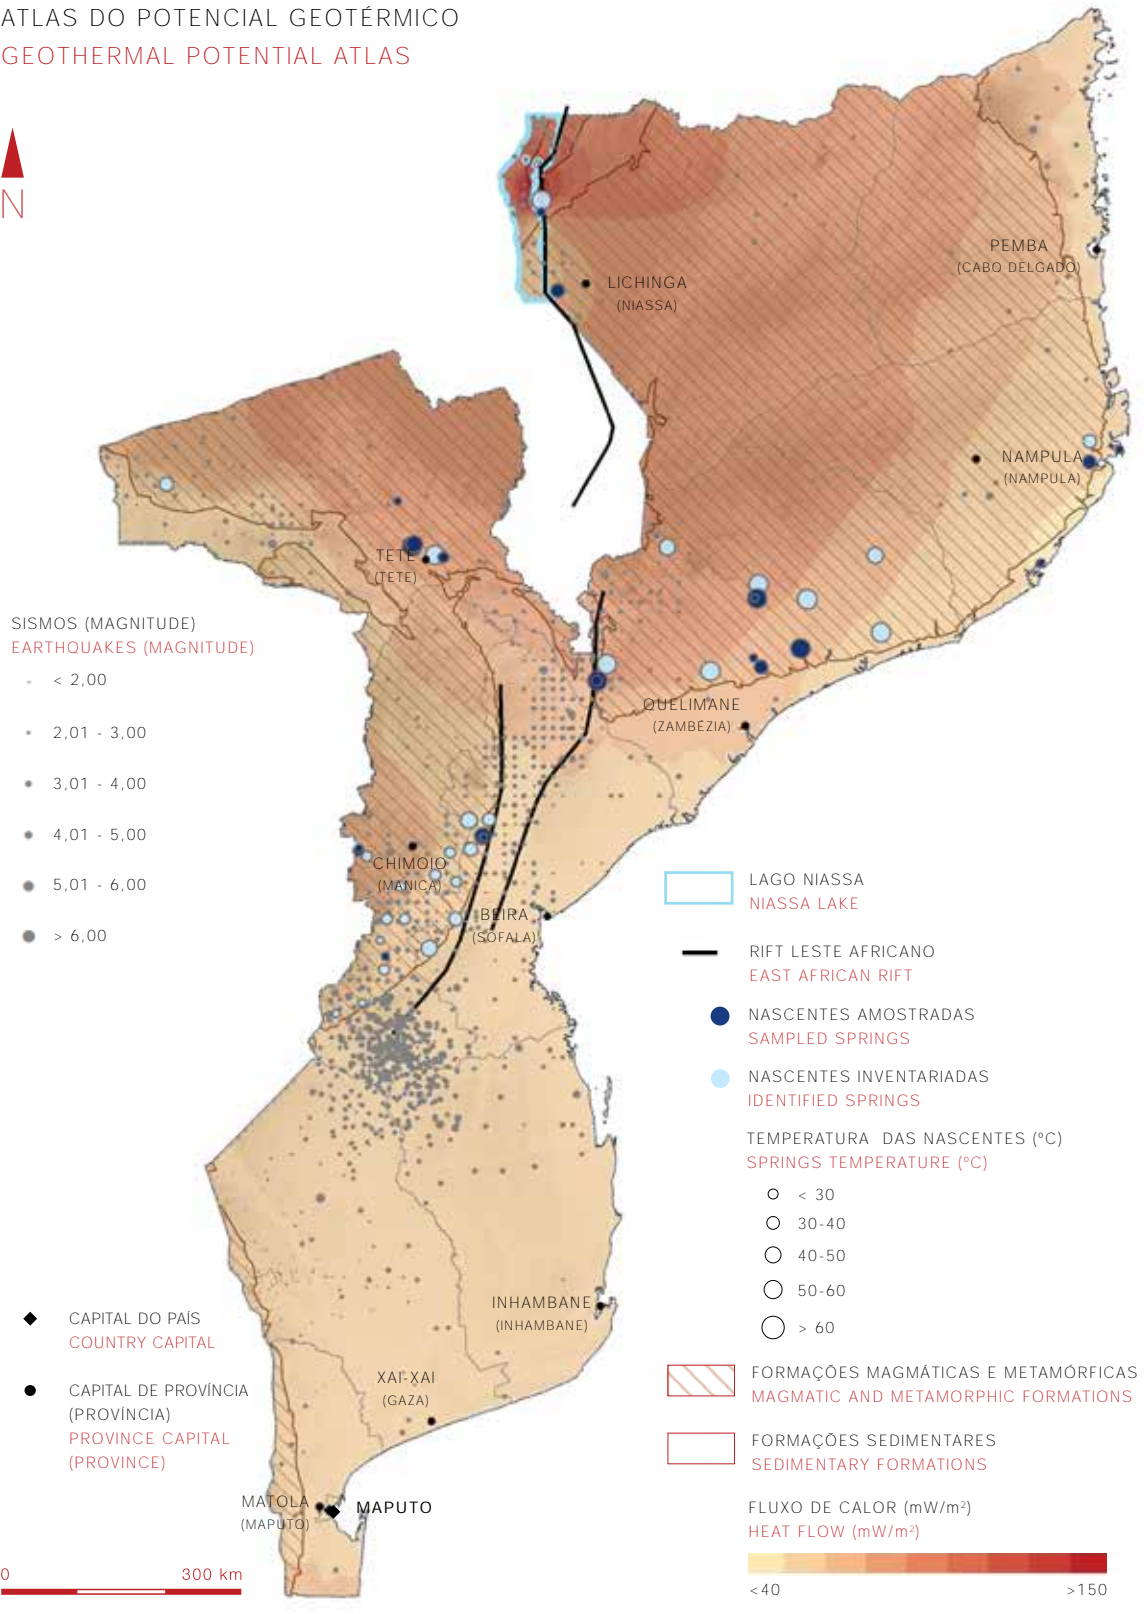 ATLAS DO POTENCIAL GEOTÉRMICO
GEOTHERMAL POTENTIAL ATLAS
N
PEMBA
(CABO DELGADO)
LICHINGA
(NIASSA)
NAMPULA
(NAMPULA)
TETE
(TETE)
QUELIMANE
(ZAMBÉZIA)
CHIMOIO
(MANICA)
BEIRA
(SOFALA)
INHAMBANE
(INHAMBANE)
XAI-XAI
(GAZA)
MATOLA
(MAPUTO)
MAPUTO
SISMOS (MAGNITUDE)
EARTHQUAKES (MAGNITUDE)
< 2,00
2,01 - 3,00
3,01 - 4,00
4,01 - 5,00
5,01 - 6,00
> 6,00
CAPITAL DO PAÍS
COUNTRY CAPITAL
CAPITAL DE PROVÍNCIA
(PROVÍNCIA)
PROVINCE CAPITAL
(PROVINCE)
0 300 km
LAGO NIASSA
NIASSA LAKE
RIFT LESTE AFRICANO
EAST AFRICAN RIFT
NASCENTES AMOSTRADAS
SAMPLED SPRINGS
NASCENTES INVENTARIADAS
IDENTIFIED SPRINGS
TEMPERATURA DAS NASCENTES (ºC)
SPRINGS TEMPERATURE (ºC)
< 30
30-40
40-50
50-60
> 60
FORMAÇÕES MAGMÁTICAS E METAMÓRFICAS
MAGMATIC AND METAMORPHIC FORMATIONS
FORMAÇÕES SEDIMENTARES
SEDIMENTARY FORMATIONS
FLUXO DE CALOR (mW/m²)
HEAT FLOW (mW/m²)
<40 >150